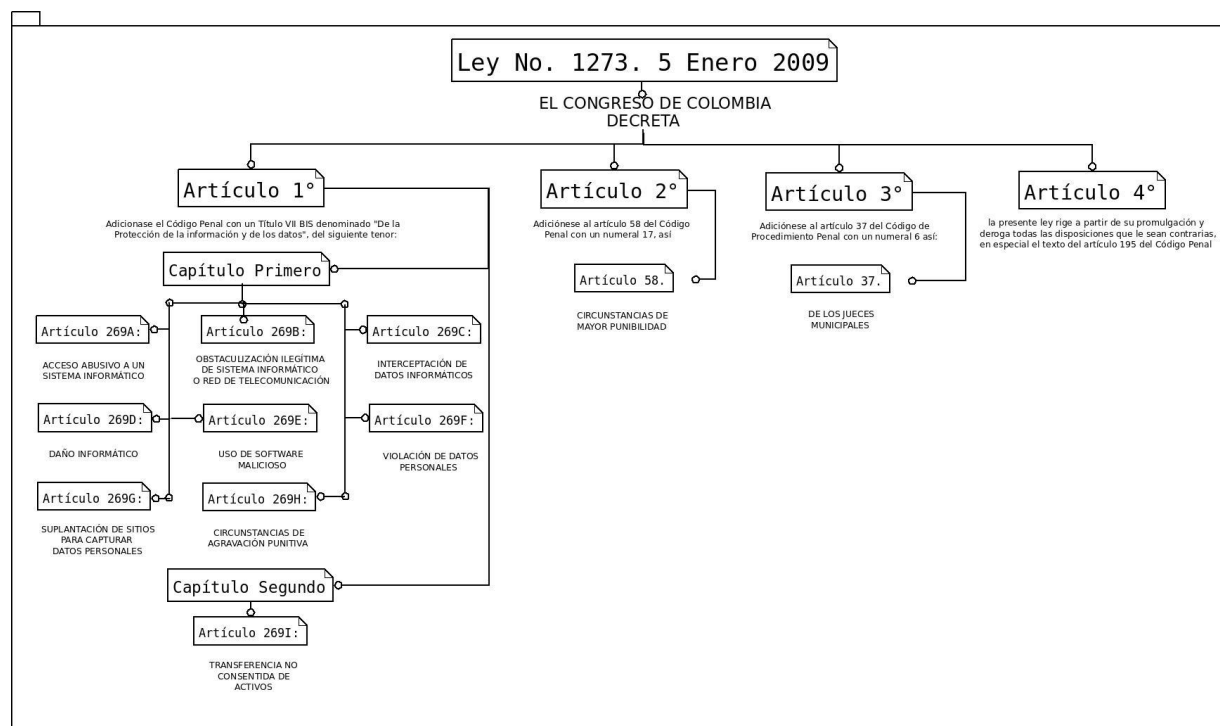 Ley No. 1273. 5 Enero 2009
EL CONGRESO DE COLOMBIA
DECRETA
Artículo 1°
Adicionase el Código Penal con un Título VII BIS denominado "De la
Protección de la información y de los datos", del siguiente tenor:
Capítulo Primero
Artículo 269A:
ACCESO ABUSIVO A UN
SISTEMA INFORMÁTICO
Artículo 269B:
OBSTACULIZACIÓN ILEGÍTIMA
DE SISTEMA INFORMÁTICO
O RED DE TELECOMUNICACIÓN
Artículo 269C:
INTERCEPTACIÓN DE
DATOS INFORMÁTICOS
Artículo 269D:
DAÑO INFORMÁTICO
Artículo 269E:
USO DE SOFTWARE
MALICIOSO
Artículo 269F:
VIOLACIÓN DE DATOS
PERSONALES
Artículo 269G:
SUPLANTACIÓN DE SITIOS
PARA CAPTURAR
DATOS PERSONALES
Artículo 269H:
CIRCUNSTANCIAS DE
AGRAVACIÓN PUNITIVA
Capítulo Segundo
Artículo 269I:
TRANSFERENCIA NO
CONSENTIDA DE
ACTIVOS
Artículo 2°
Adiciónese al artículo 58 del Código
Penal con un numeral 17, así
Artículo 58.
CIRCUNSTANCIAS DE
MAYOR PUNIBILIDAD
Artículo 3°
Adiciónese al artículo 37 del Código de
Procedimiento Penal con un numeral 6 así:
Artículo 37.
DE LOS JUECES
MUNICIPALES
Artículo 4°
la presente ley rige a partir de su promulgación y
deroga todas las disposiciones que le sean contrarias,
en especial el texto del artículo 195 del Código Penal